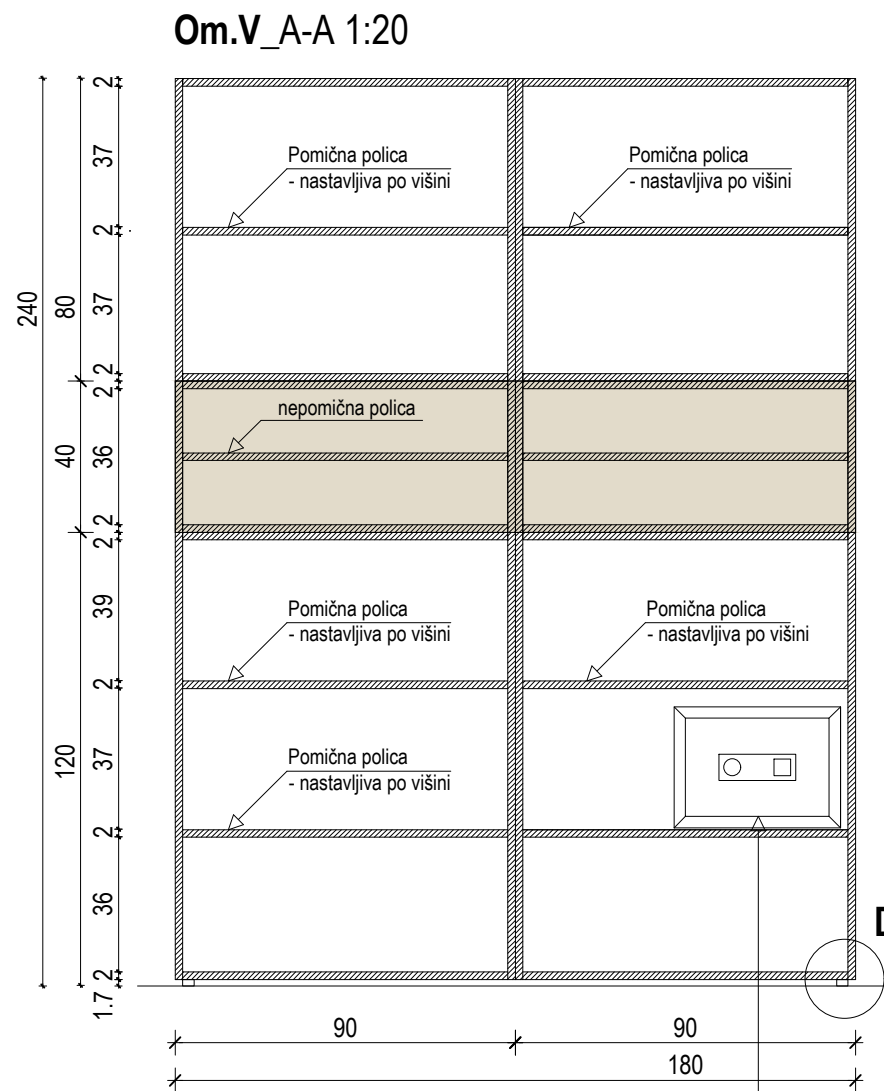 Om.V_A-A 1:20
2
37
2
37
2
2
36
2
2
39
2
37
2
36
2
1.7
80
40
120
240
Pomična polica
- nastavljiva po višini
Pomična polica
- nastavljiva po višini
nepomična polica
Pomična polica
- nastavljiva po višini
Pomična polica
- nastavljiva po višini
Pomična polica
- nastavljiva po višini
D
90
90
180